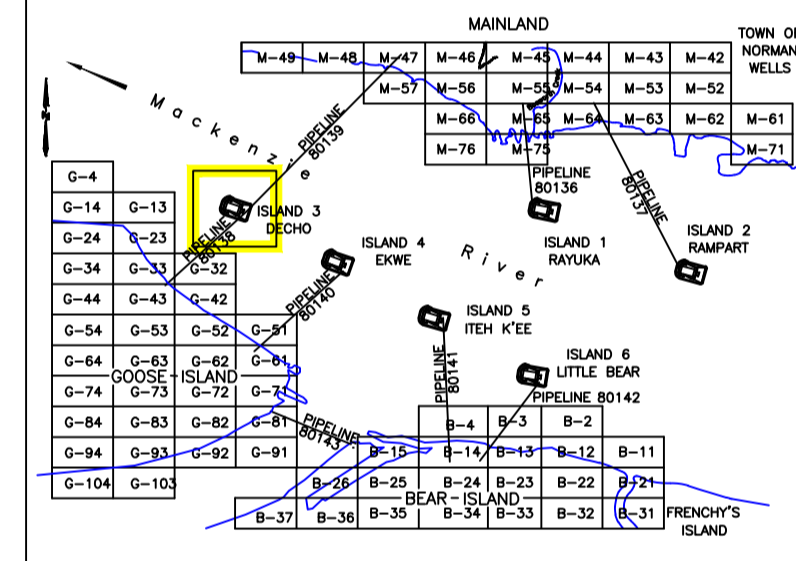 MAINLAND
TOWN O
NORMAN
WELLS
M-49 M-48 M-47 M-46 M-45 M-44 M-43 M-42
M-57 M-56 M-55 M-54 M-53 M-52
M-66 M-65 M-64 M-63 M-62 M-61
M-76 M-75 M-71
Mackenzie
River
PIPELINE
80139
PIPELINE
80136
PIPELINE
80137
G-4
G-14 G-13
G-24 G-23
G-34 G-33 G-32
G-44 G-43 G-42
G-54 G-53 G-52 G-51
G-64 G-63 G-62 G-61
GOOSE-ISLAND
G-74 G-73 G-72 G-71
G-84 G-83 G-82 G-81
G-94 G-93 G-92 G-91
G-104 G-103
ISLAND 3
DECHO
PIPELINE
80138
ISLAND 4
EKWE
PIPELINE
80140
ISLAND 1
RAYUKA
ISLAND 2
RAMPART
ISLAND 5
ITEH K'EE
PIPELINE
80141
ISLAND 6
LITTLE BEAR
PIPELINE 80142
PIPELINE
80143
B-4 B-3 B-2
B-15 B-14 B-13 B-12 B-11
B-26 B-25 B-24 B-23 B-22 B-21
BEAR-ISLAND
B-37 B-36 B-35 B-34 B-33 B-32 B-31
FRENCHY'S
ISLAND